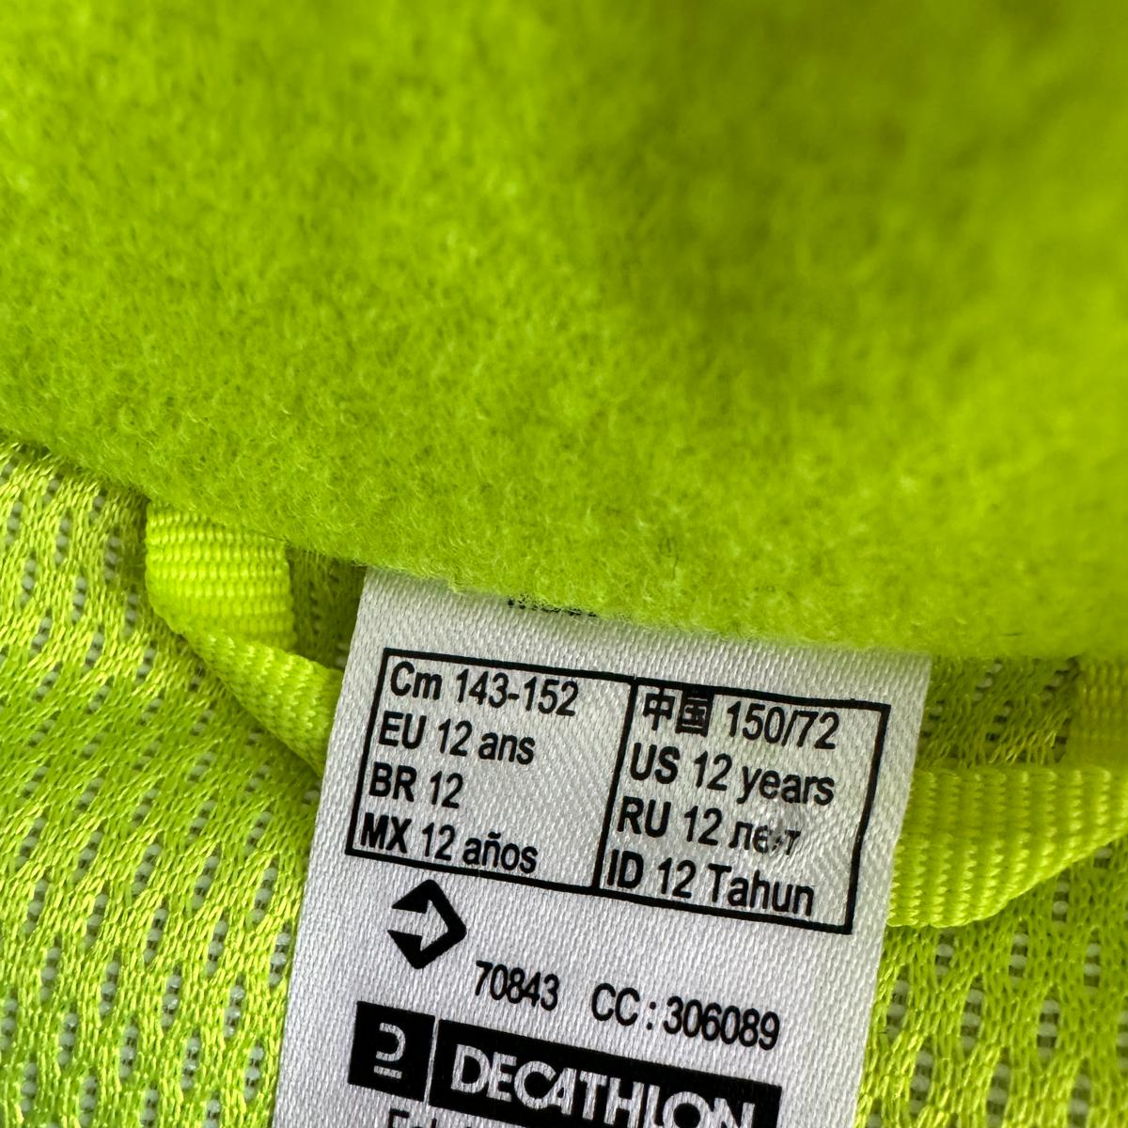 Cm 143-152
EU 12 ans
BR 12
MX 12 años
中国 150/72
US 12 years
RU 12 лет
ID 12 Tahun
70843 CC : 306089
DECATHLON